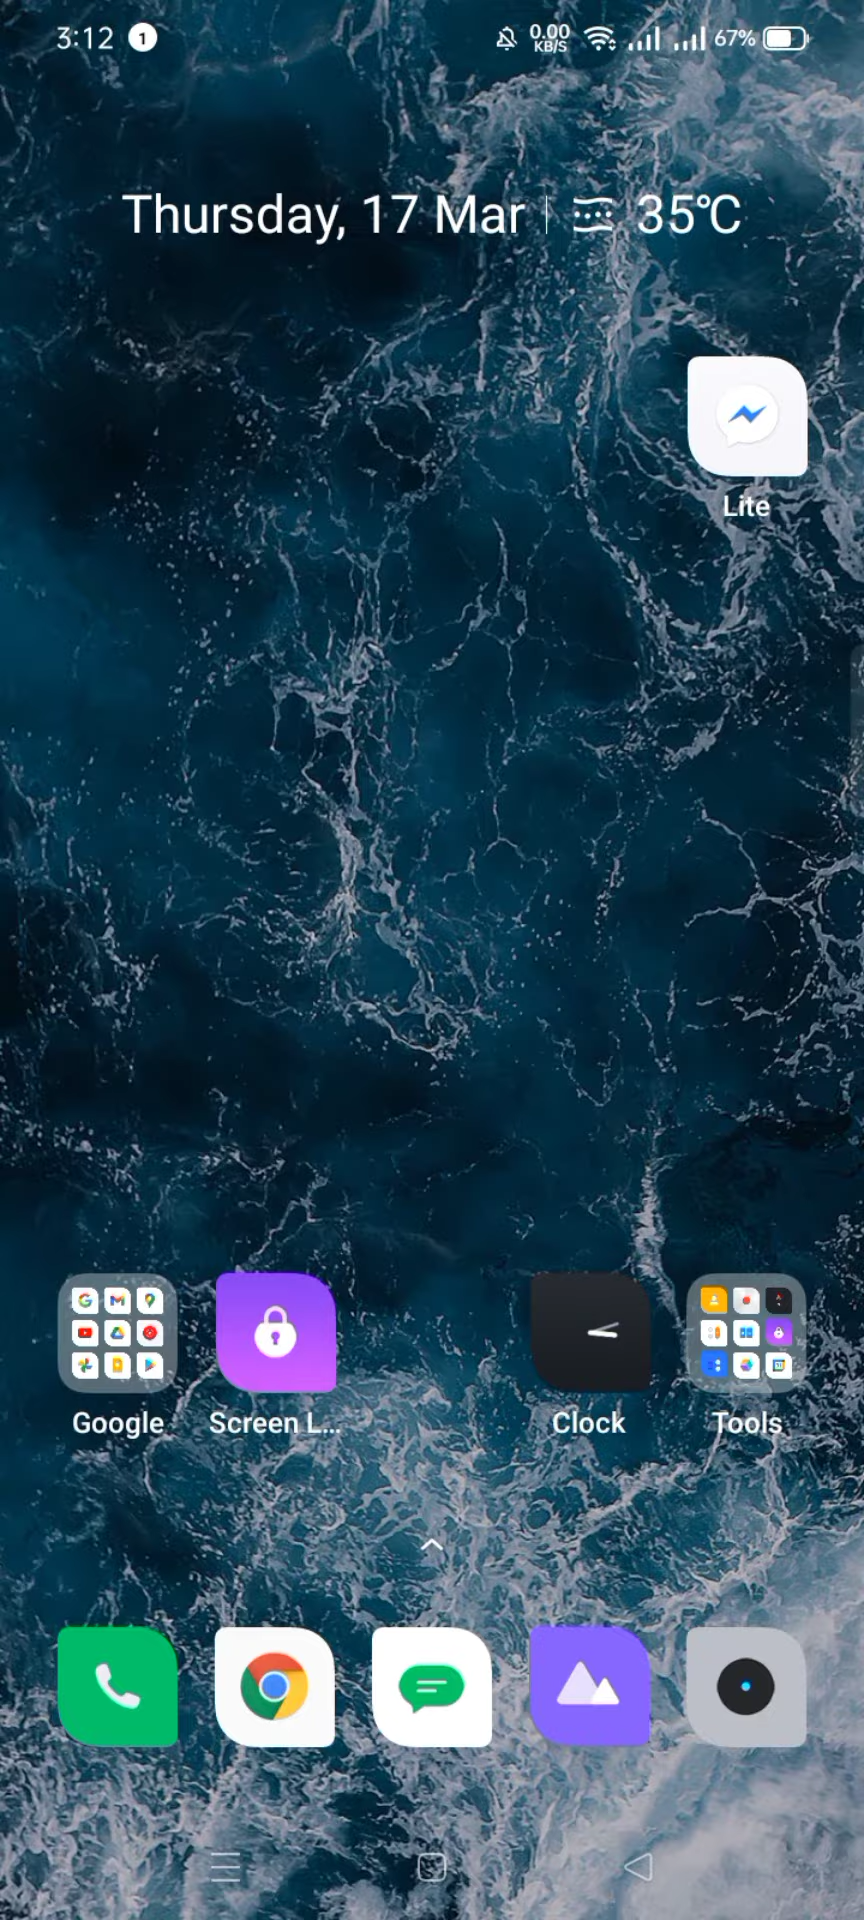 3:12 1 0.00 KB/S 67%
Thursday, 17 Mar 35℃
Lite
Google Screen L... Clock Tools